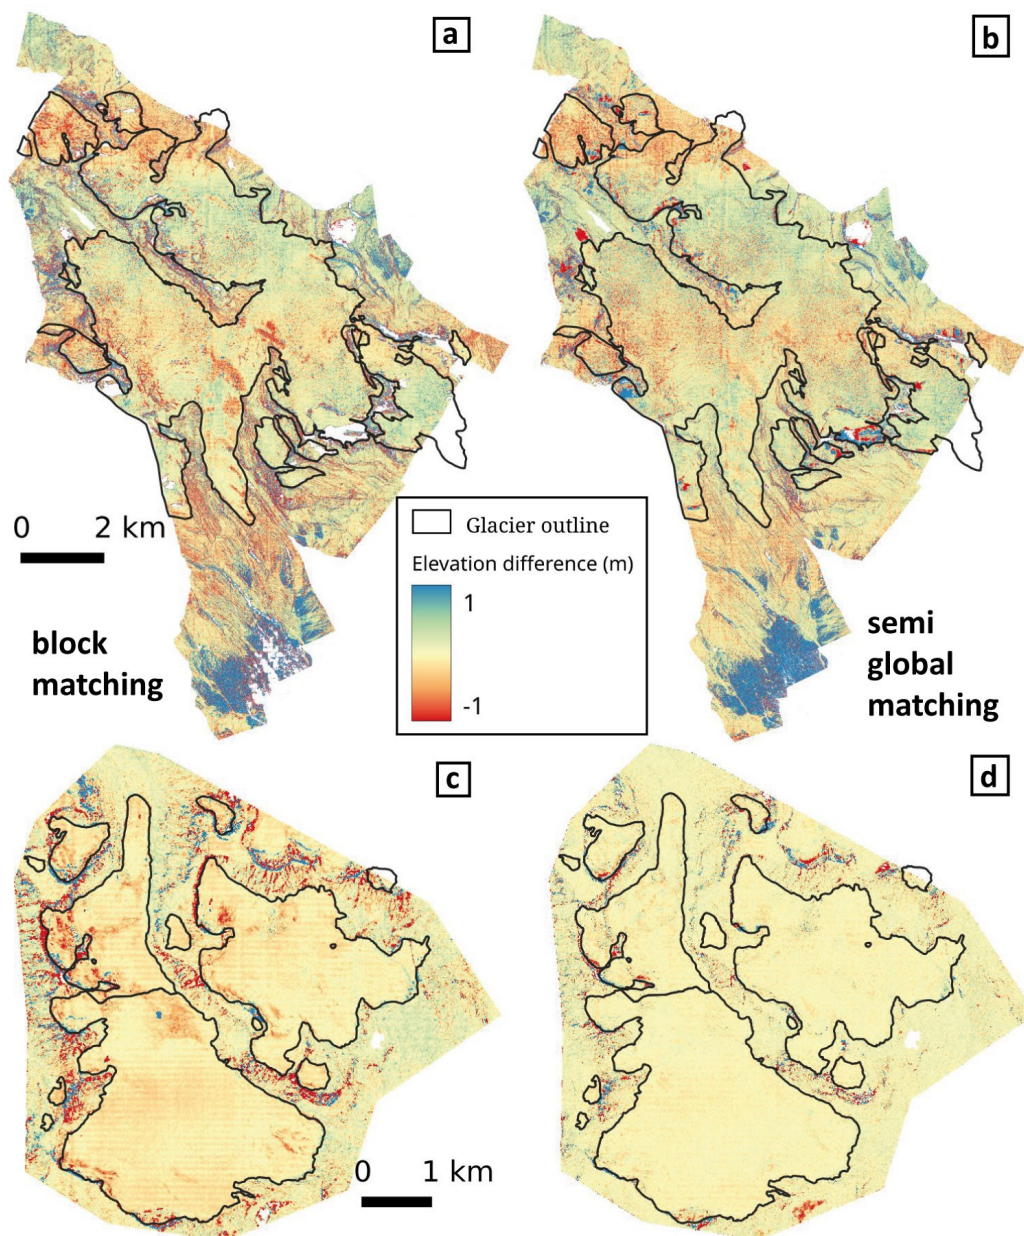 a
b
0 2 km
Glacier outline
Elevation difference (m)
1
-1
block
matching
semi
global
matching
c
d
0 1 km